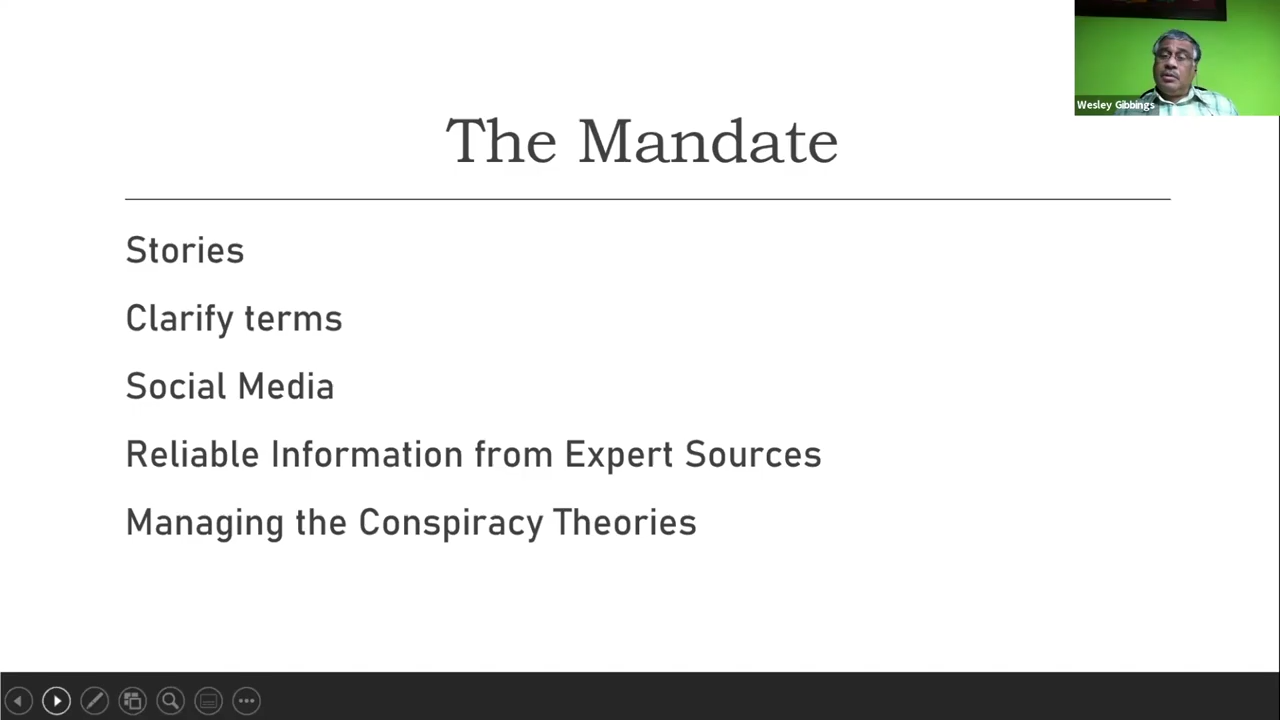 Wesley Gibbings
The Mandate
Stories
Clarify terms
Social Media
Reliable Information from Expert Sources
Managing the Conspiracy Theories